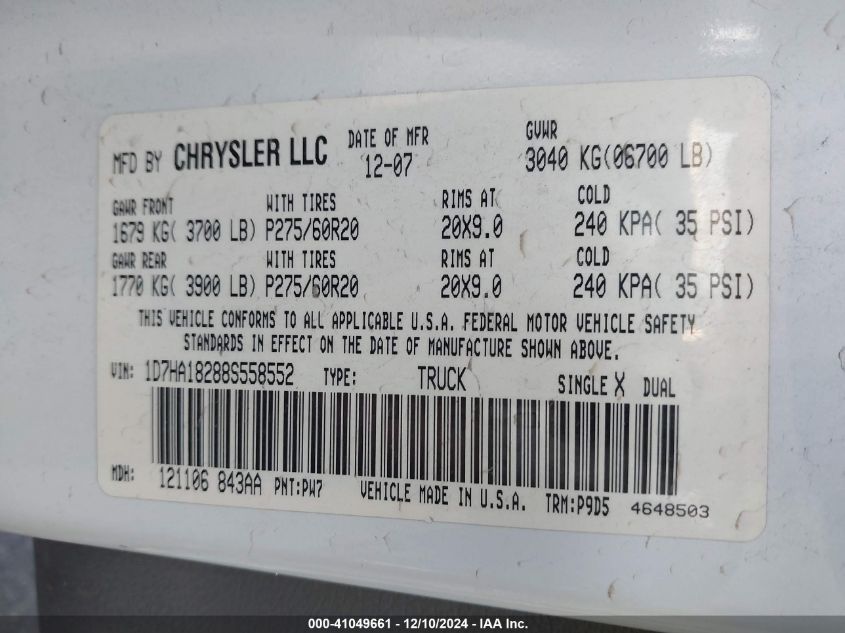 MFD BY CHRYSLER LLC DATE OF MFR 12-07 GVWR 3040 KG(06700 LB)
GAWR FRONT WITH TIRES RIMS AT COLD
1679 KG( 3700 LB) P275/60R20 20X9.0 240 KPA( 35 PSI)
GAWR REAR WITH TIRES RIMS AT COLD
1770 KG( 3900 LB) P275/60R20 20X9.0 240 KPA( 35 PSI)
THIS VEHICLE CONFORMS TO ALL APPLICABLE U.S.A. FEDERAL MOTOR VEHICLE SAFETY
STANDARDS IN EFFECT ON THE DATE OF MANUFACTURE SHOWN ABOVE.
VIN: 1D7HA18288S558552 TYPE: TRUCK SINGLE X DUAL
MDH: 121106 843AA PNT:PW7 VEHICLE MADE IN U.S.A. TRM:P9D5 4648503
000-41049661 - 12/10/2024 - IAA Inc.